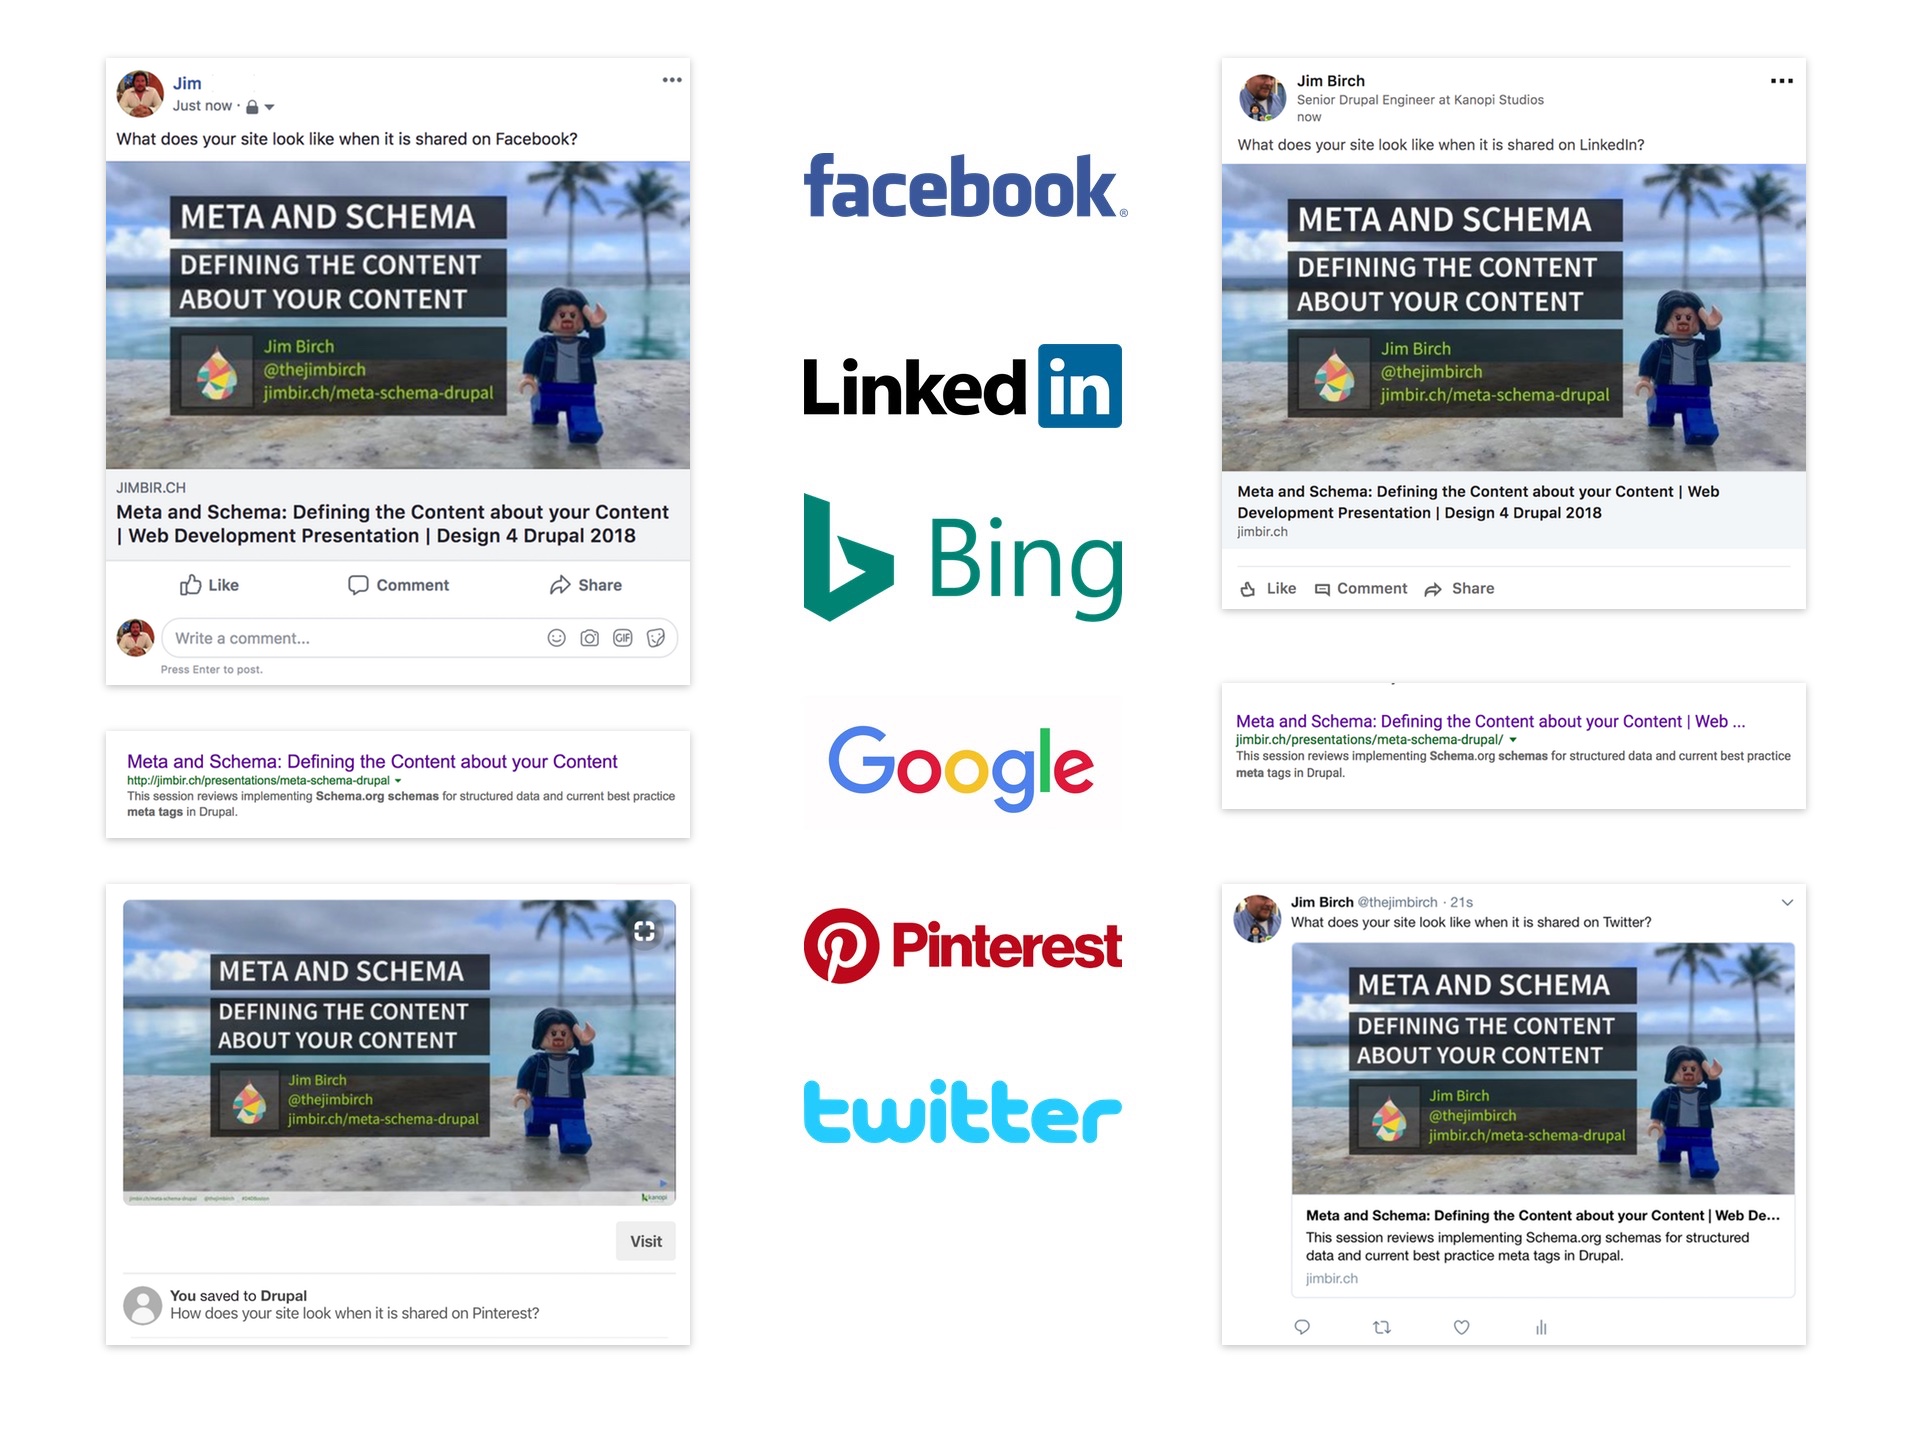 Jim
Just now ·
What does your site look like when it is shared on Facebook?
META AND SCHEMA
DEFINING THE CONTENT
ABOUT YOUR CONTENT
Jim Birch
@thejimbirch
jimbir.ch/meta-schema-drupal
JIMBIR.CH
Meta and Schema: Defining the Content about your Content
| Web Development Presentation | Design 4 Drupal 2018
Like
Comment
Share
Write a comment...
GIF
Press Enter to post.
Meta and Schema: Defining the Content about your Content
http://jimbir.ch/presentations/meta-schema-drupal
This session reviews implementing Schema.org schemas for structured data and current best practice
meta tags in Drupal.
META AND SCHEMA
DEFINING THE CONTENT
ABOUT YOUR CONTENT
Jim Birch
@thejimbirch
jimbir.ch/meta-schema-drupal
jimbir.ch/meta-schema-drupal @thejimbirch
kanopi
Visit
You saved to Drupal
How does your site look when it is shared on Pinterest?
facebook®
Linked in
Bing
Google
Pinterest
twitter
Jim Birch
Senior Drupal Engineer at Kanopi Studios
now
What does your site look like when it is shared on LinkedIn?
META AND SCHEMA
DEFINING THE CONTENT
ABOUT YOUR CONTENT
Jim Birch
@thejimbirch
jimbir.ch/meta-schema-drupal
Meta and Schema: Defining the Content about your Content | Web
Development Presentation | Design 4 Drupal 2018
jimbir.ch
Like
Comment
Share
Meta and Schema: Defining the Content about your Content | Web ...
jimbir.ch/presentations/meta-schema-drupal/
This session reviews implementing Schema.org schemas for structured data and current best practice
meta tags in Drupal.
Jim Birch @thejimbirch · 21s
What does your site look like when it is shared on Twitter?
META AND SCHEMA
DEFINING THE CONTENT
ABOUT YOUR CONTENT
Jim Birch
@thejimbirch
jimbir.ch/meta-schema-drupal
Meta and Schema: Defining the Content about your Content | Web De...
This session reviews implementing Schema.org schemas for structured
data and current best practice meta tags in Drupal.
jimbir.ch